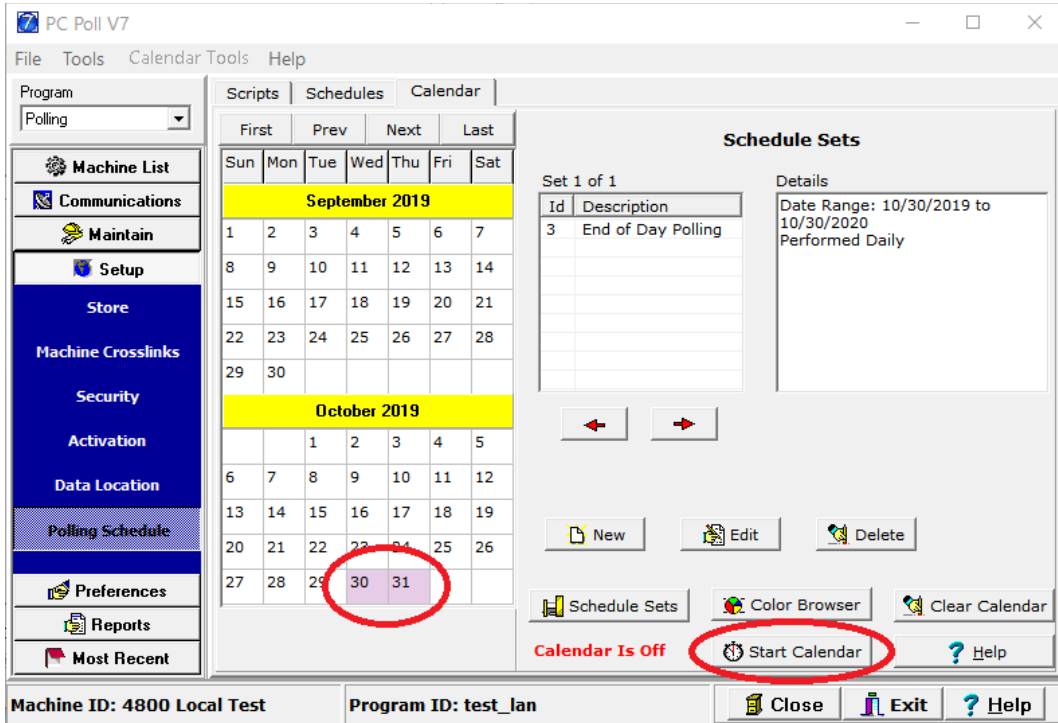 PC Poll V7
File Tools Calendar Tools Help
Program
Polling
Machine List
Communications
Maintain
Setup
Store
Machine Crosslinks
Security
Activation
Data Location
Polling Schedule
Preferences
Reports
Most Recent
Scripts Schedules Calendar
First Prev Next Last
Sun Mon Tue Wed Thu Fri Sat
September 2019
1 2 3 4 5 6 7
8 9 10 11 12 13 14
15 16 17 18 19 20 21
22 23 24 25 26 27 28
29 30
October 2019
1 2 3 4 5
6 7 8 9 10 11 12
13 14 15 16 17 18 19
20 21 22 23 24 25 26
27 28 29 30 31
Schedule Sets
Set 1 of 1
Id Description
3 End of Day Polling
Details
Date Range: 10/30/2019 to
10/30/2020
Performed Daily
New Edit Delete
Schedule Sets Color Browser Clear Calendar
Calendar Is Off Start Calendar Help
Machine ID: 4800 Local Test Program ID: test_lan Close Exit Help